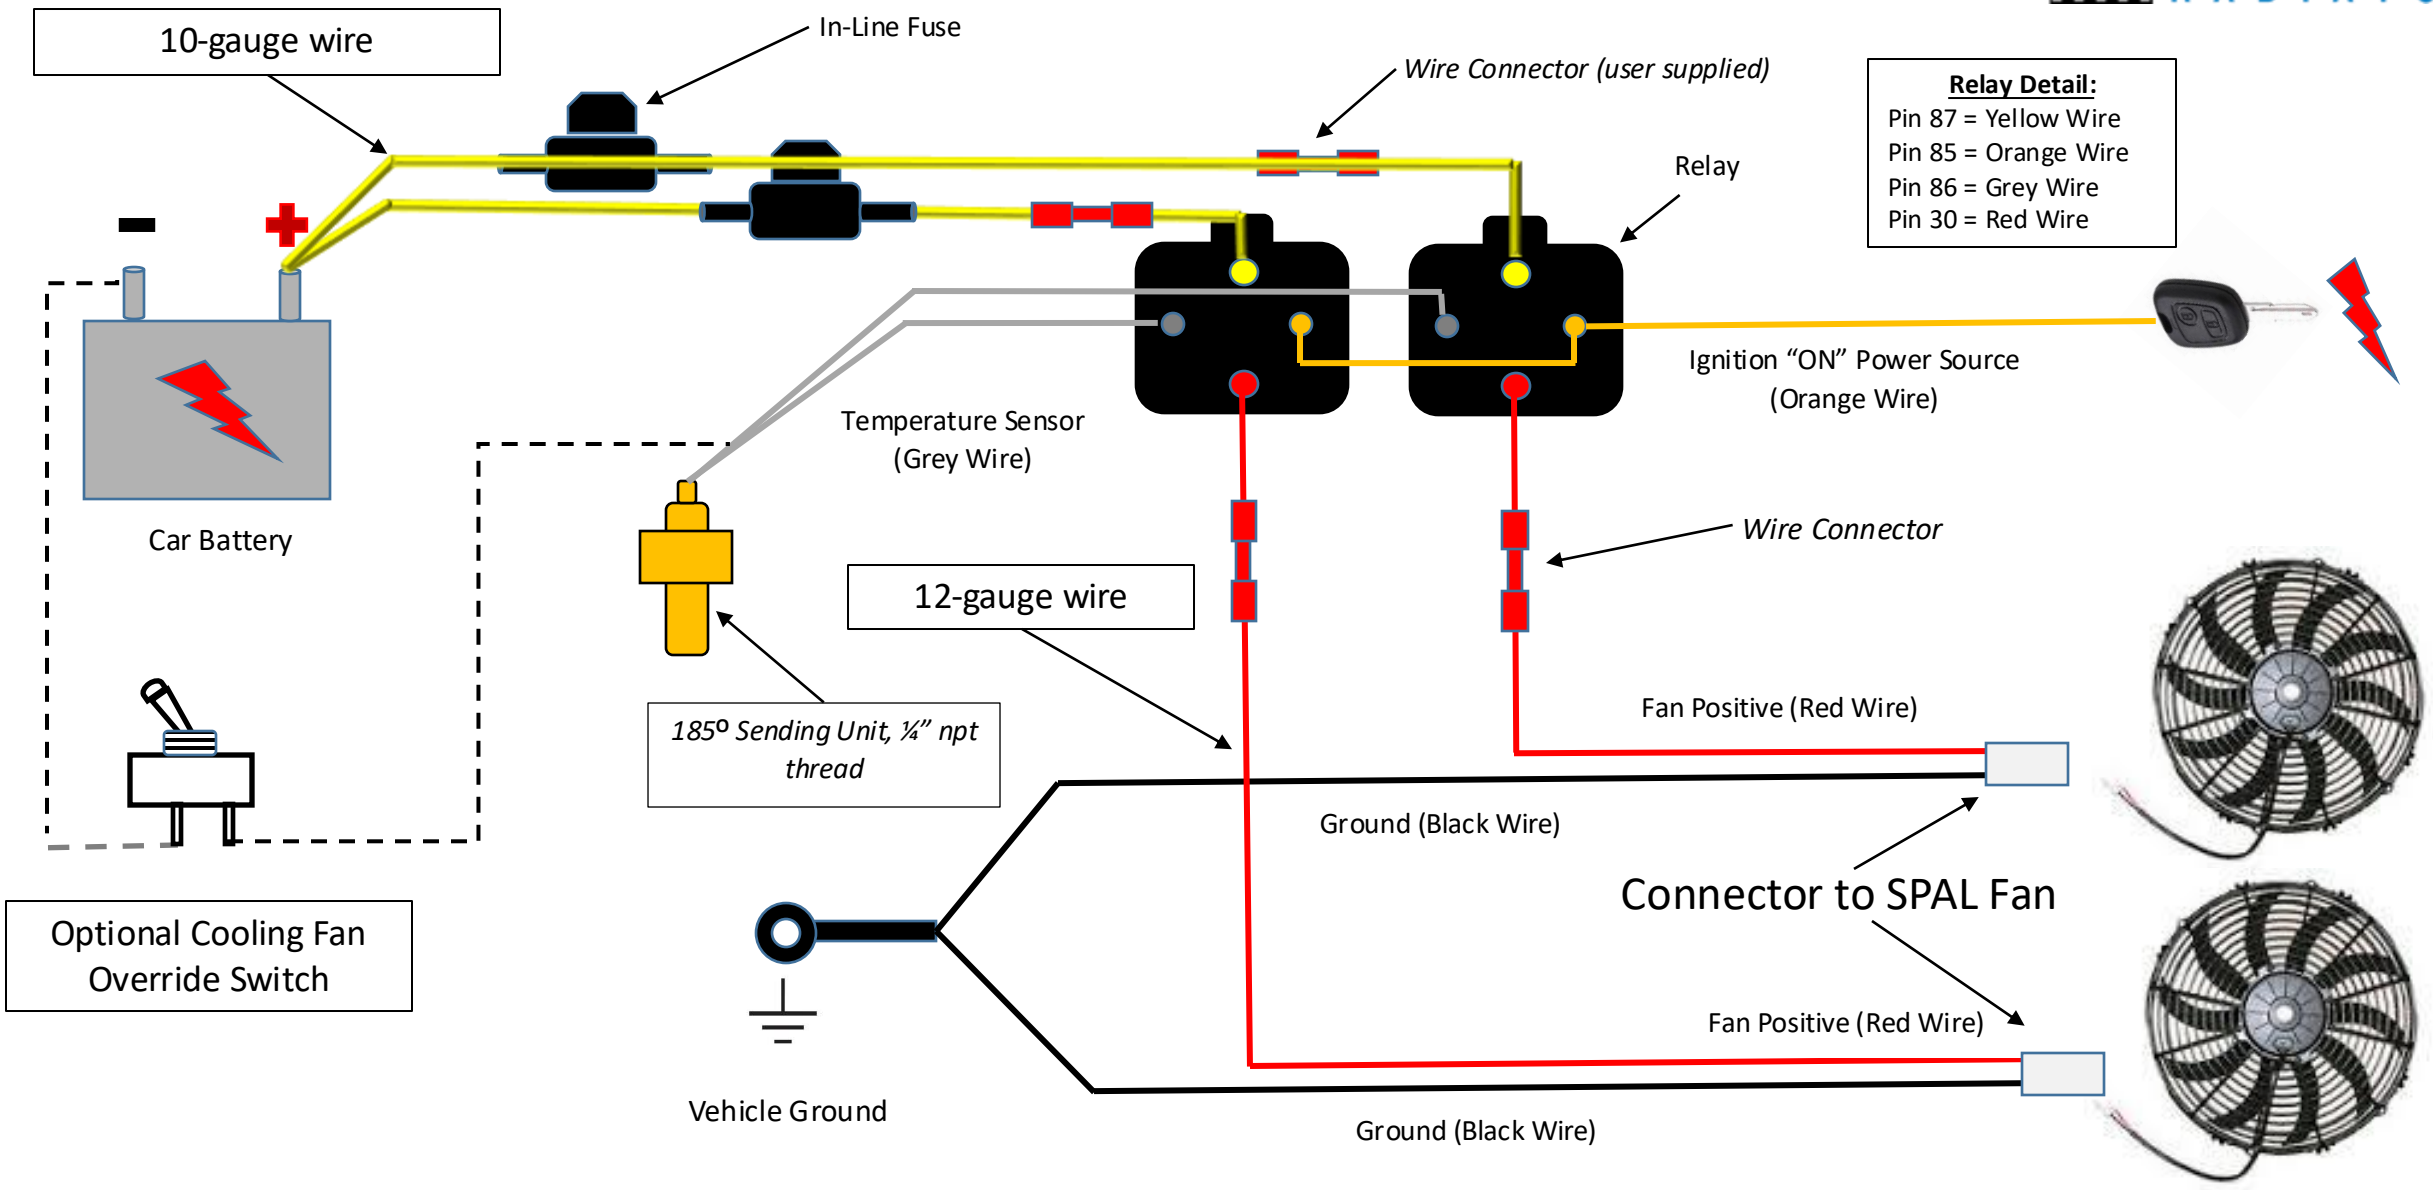 10-gauge wire
In-Line Fuse
Wire Connector (user supplied)
Relay Detail:
Pin 87 = Yellow Wire
Pin 85 = Orange Wire
Pin 86 = Grey Wire
Pin 30 = Red Wire
Relay
Ignition “ON” Power Source
(Orange Wire)
Temperature Sensor
(Grey Wire)
Car Battery
Wire Connector
12-gauge wire
185º Sending Unit, ¼” npt
thread
Fan Positive (Red Wire)
Ground (Black Wire)
Connector to SPAL Fan
Optional Cooling Fan
Override Switch
Fan Positive (Red Wire)
Vehicle Ground
Ground (Black Wire)